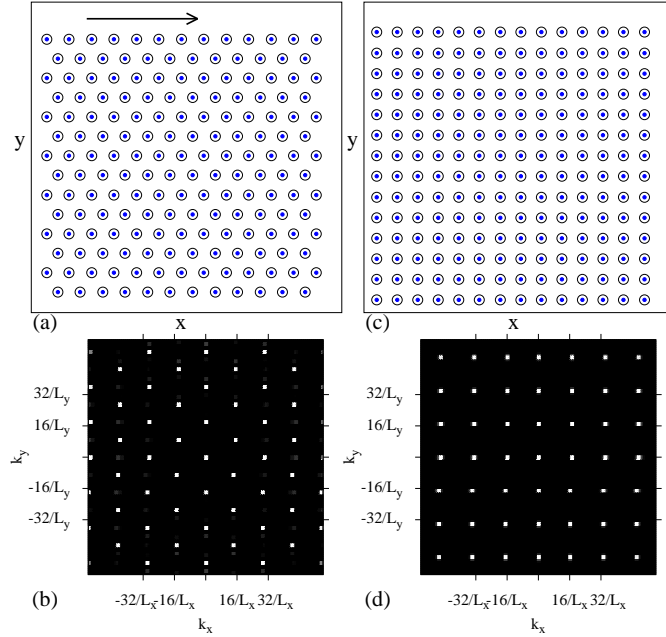 y
(a)
x
y
(c)
x
32/L_y
16/L_y
k_y
-16/L_y
-32/L_y
(b)
-32/L_x
-16/L_x
16/L_x
32/L_x
k_x
32/L_y
16/L_y
k_y
-16/L_y
-32/L_y
(d)
-32/L_x
-16/L_x
16/L_x
32/L_x
k_x